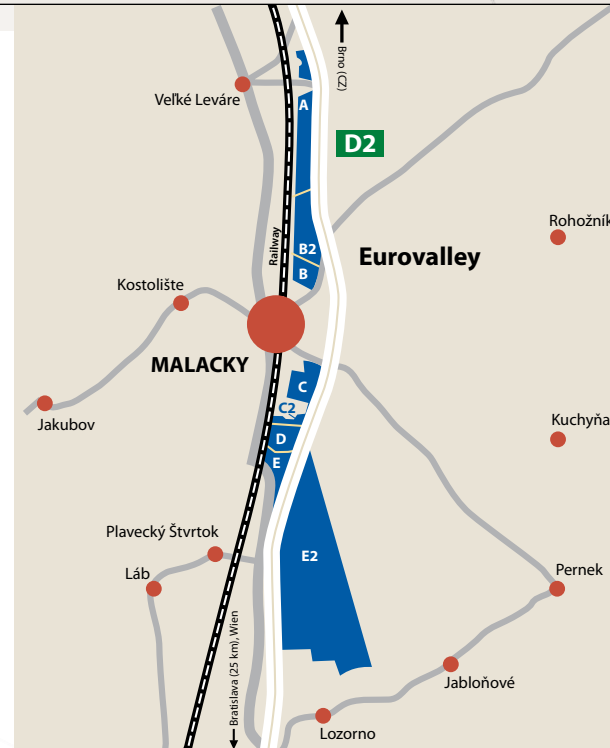 Brno (CZ)
Veľké Leváre
A
D2
Rohožník
Railway
B2
Eurovalley
B
Kostolište
MALACKY
C
C2
Jakubov
Kuchyňa
D
E
Plavecký Štvrtok
E2
Láb
Pernek
Bratislava (25 km), Wien
Jabloňové
Lozorno